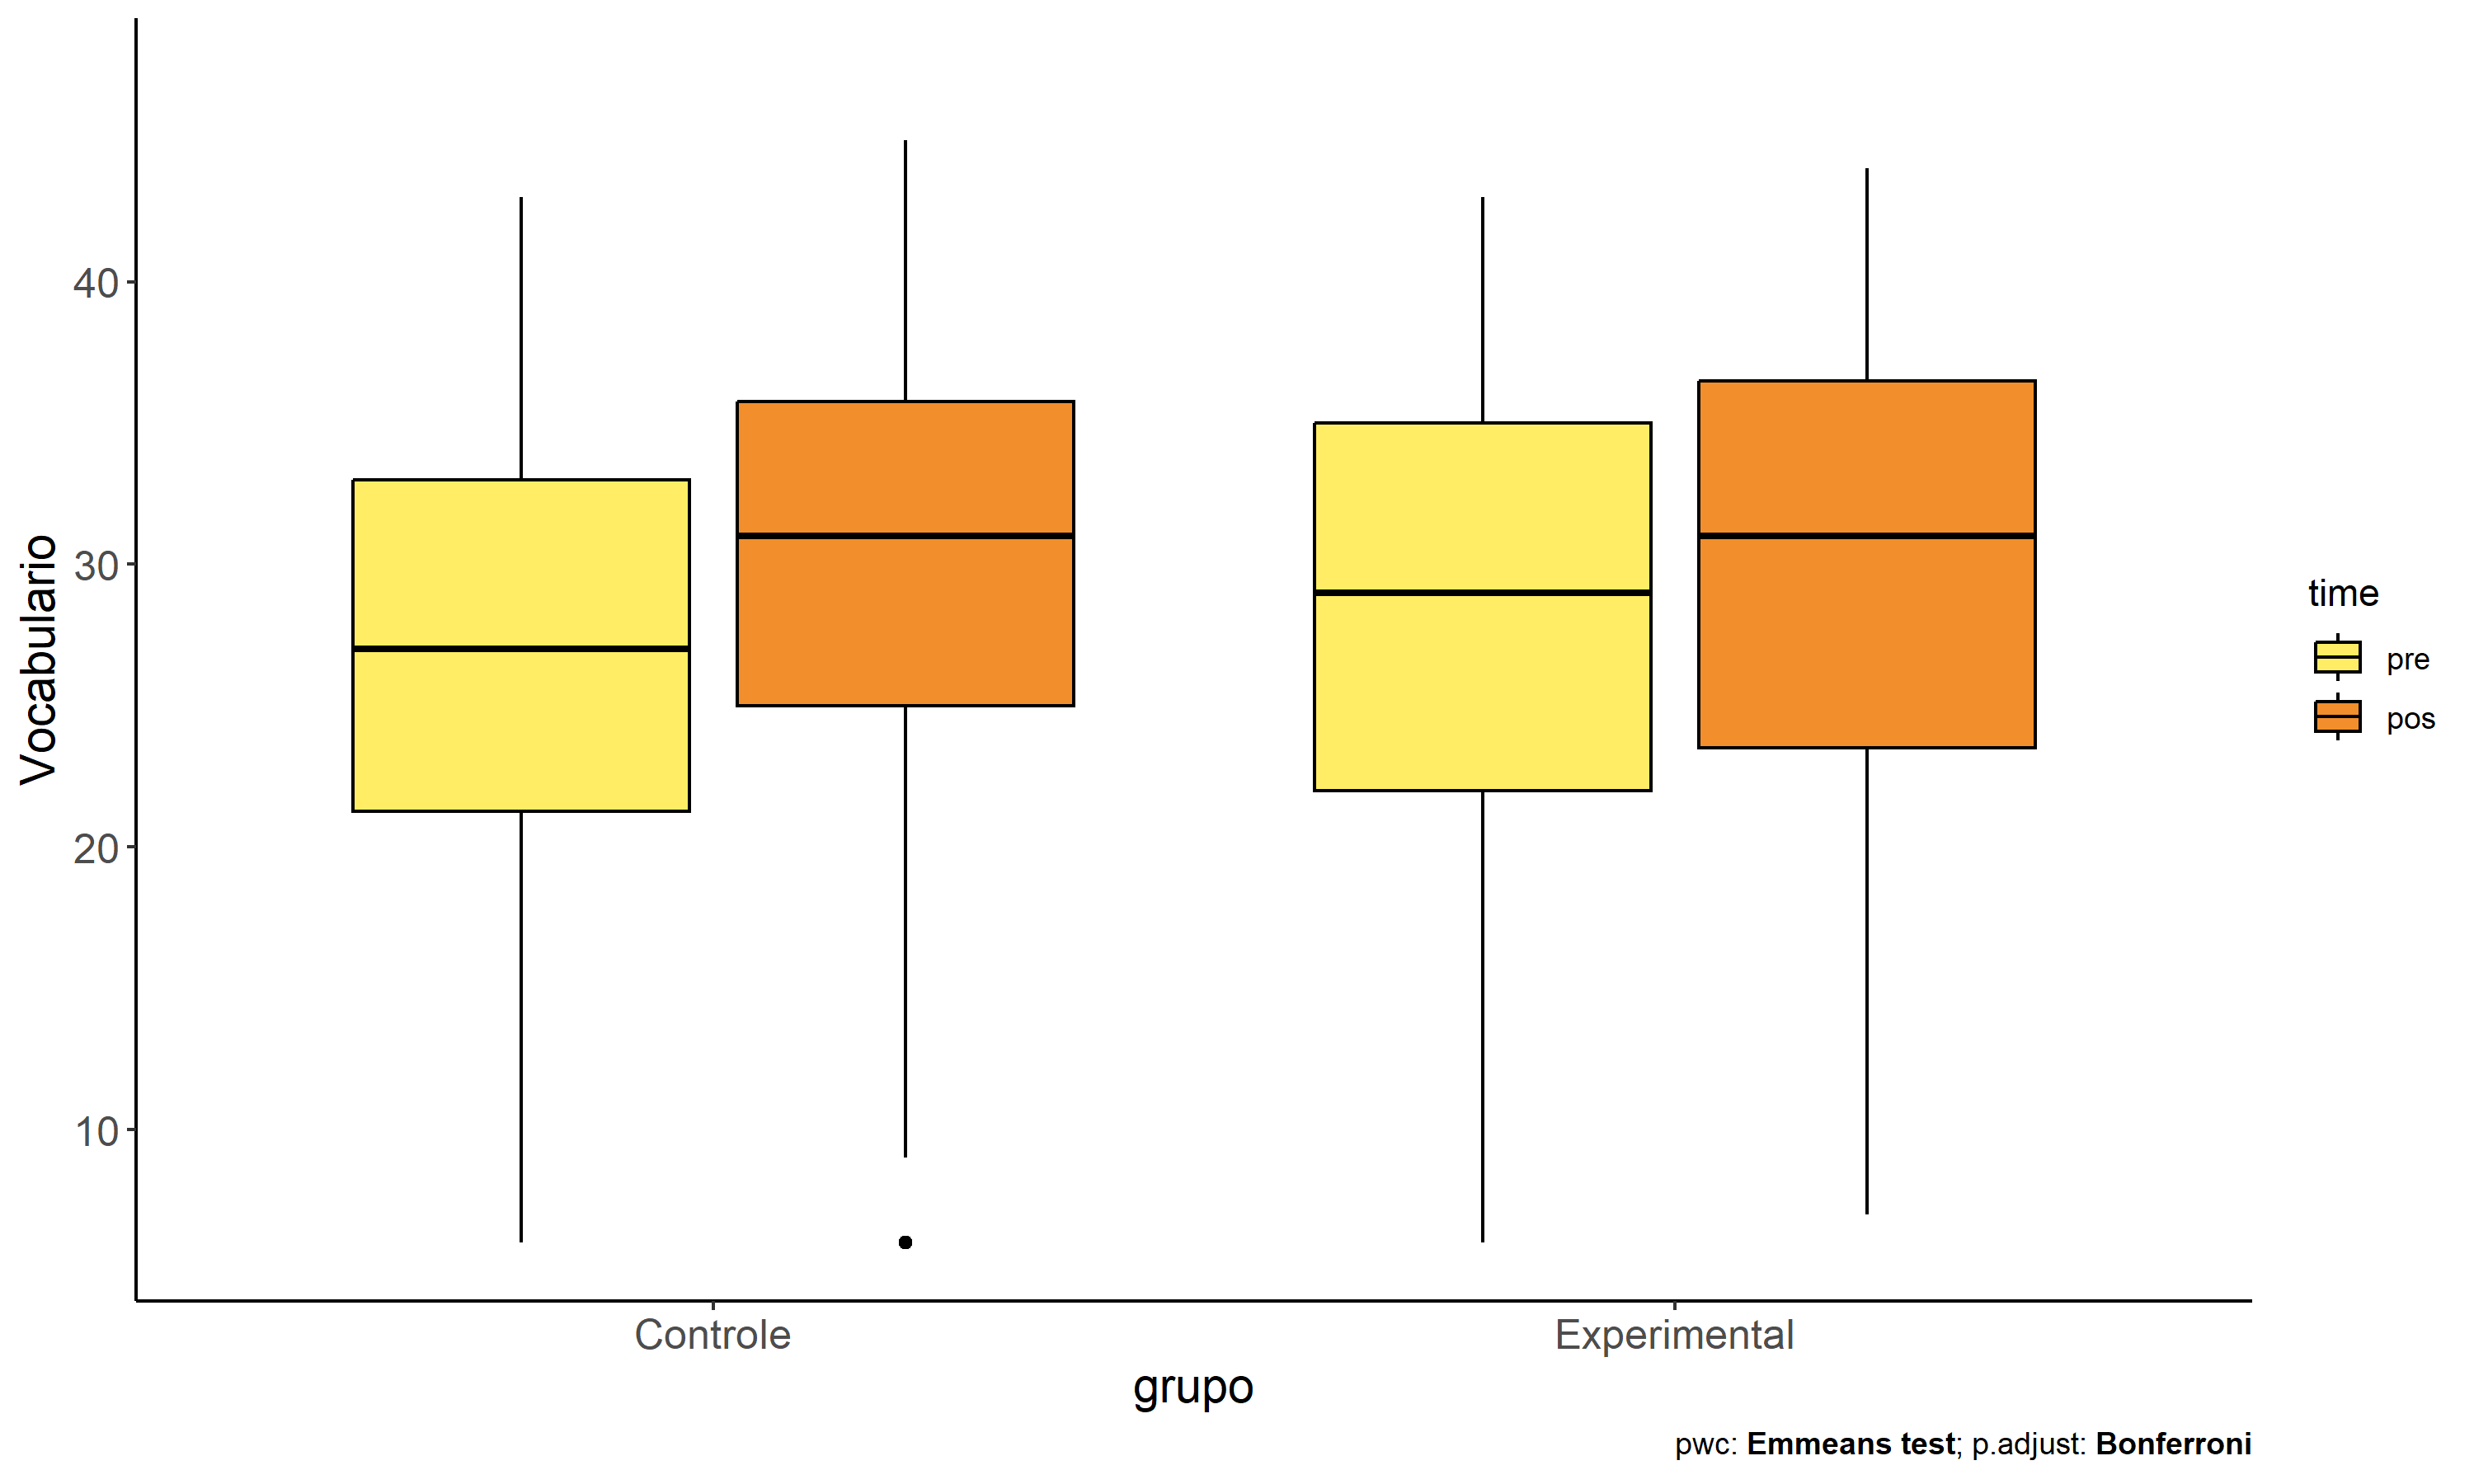 Vocabulario
40
30
20
10
Controle
Experimental
grupo
time
pre
pos
pwc: Emmeans test; p.adjust: Bonferroni